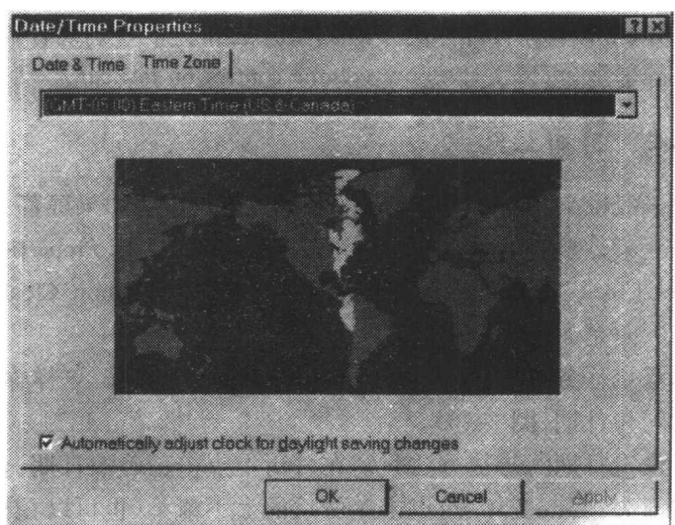 Date/Time Properties
Date & Time
Time Zone
(GMT-05:00) Eastern Time (US & Canada)
Automatically adjust clock for daylight saving changes
OK
Cancel
Apply